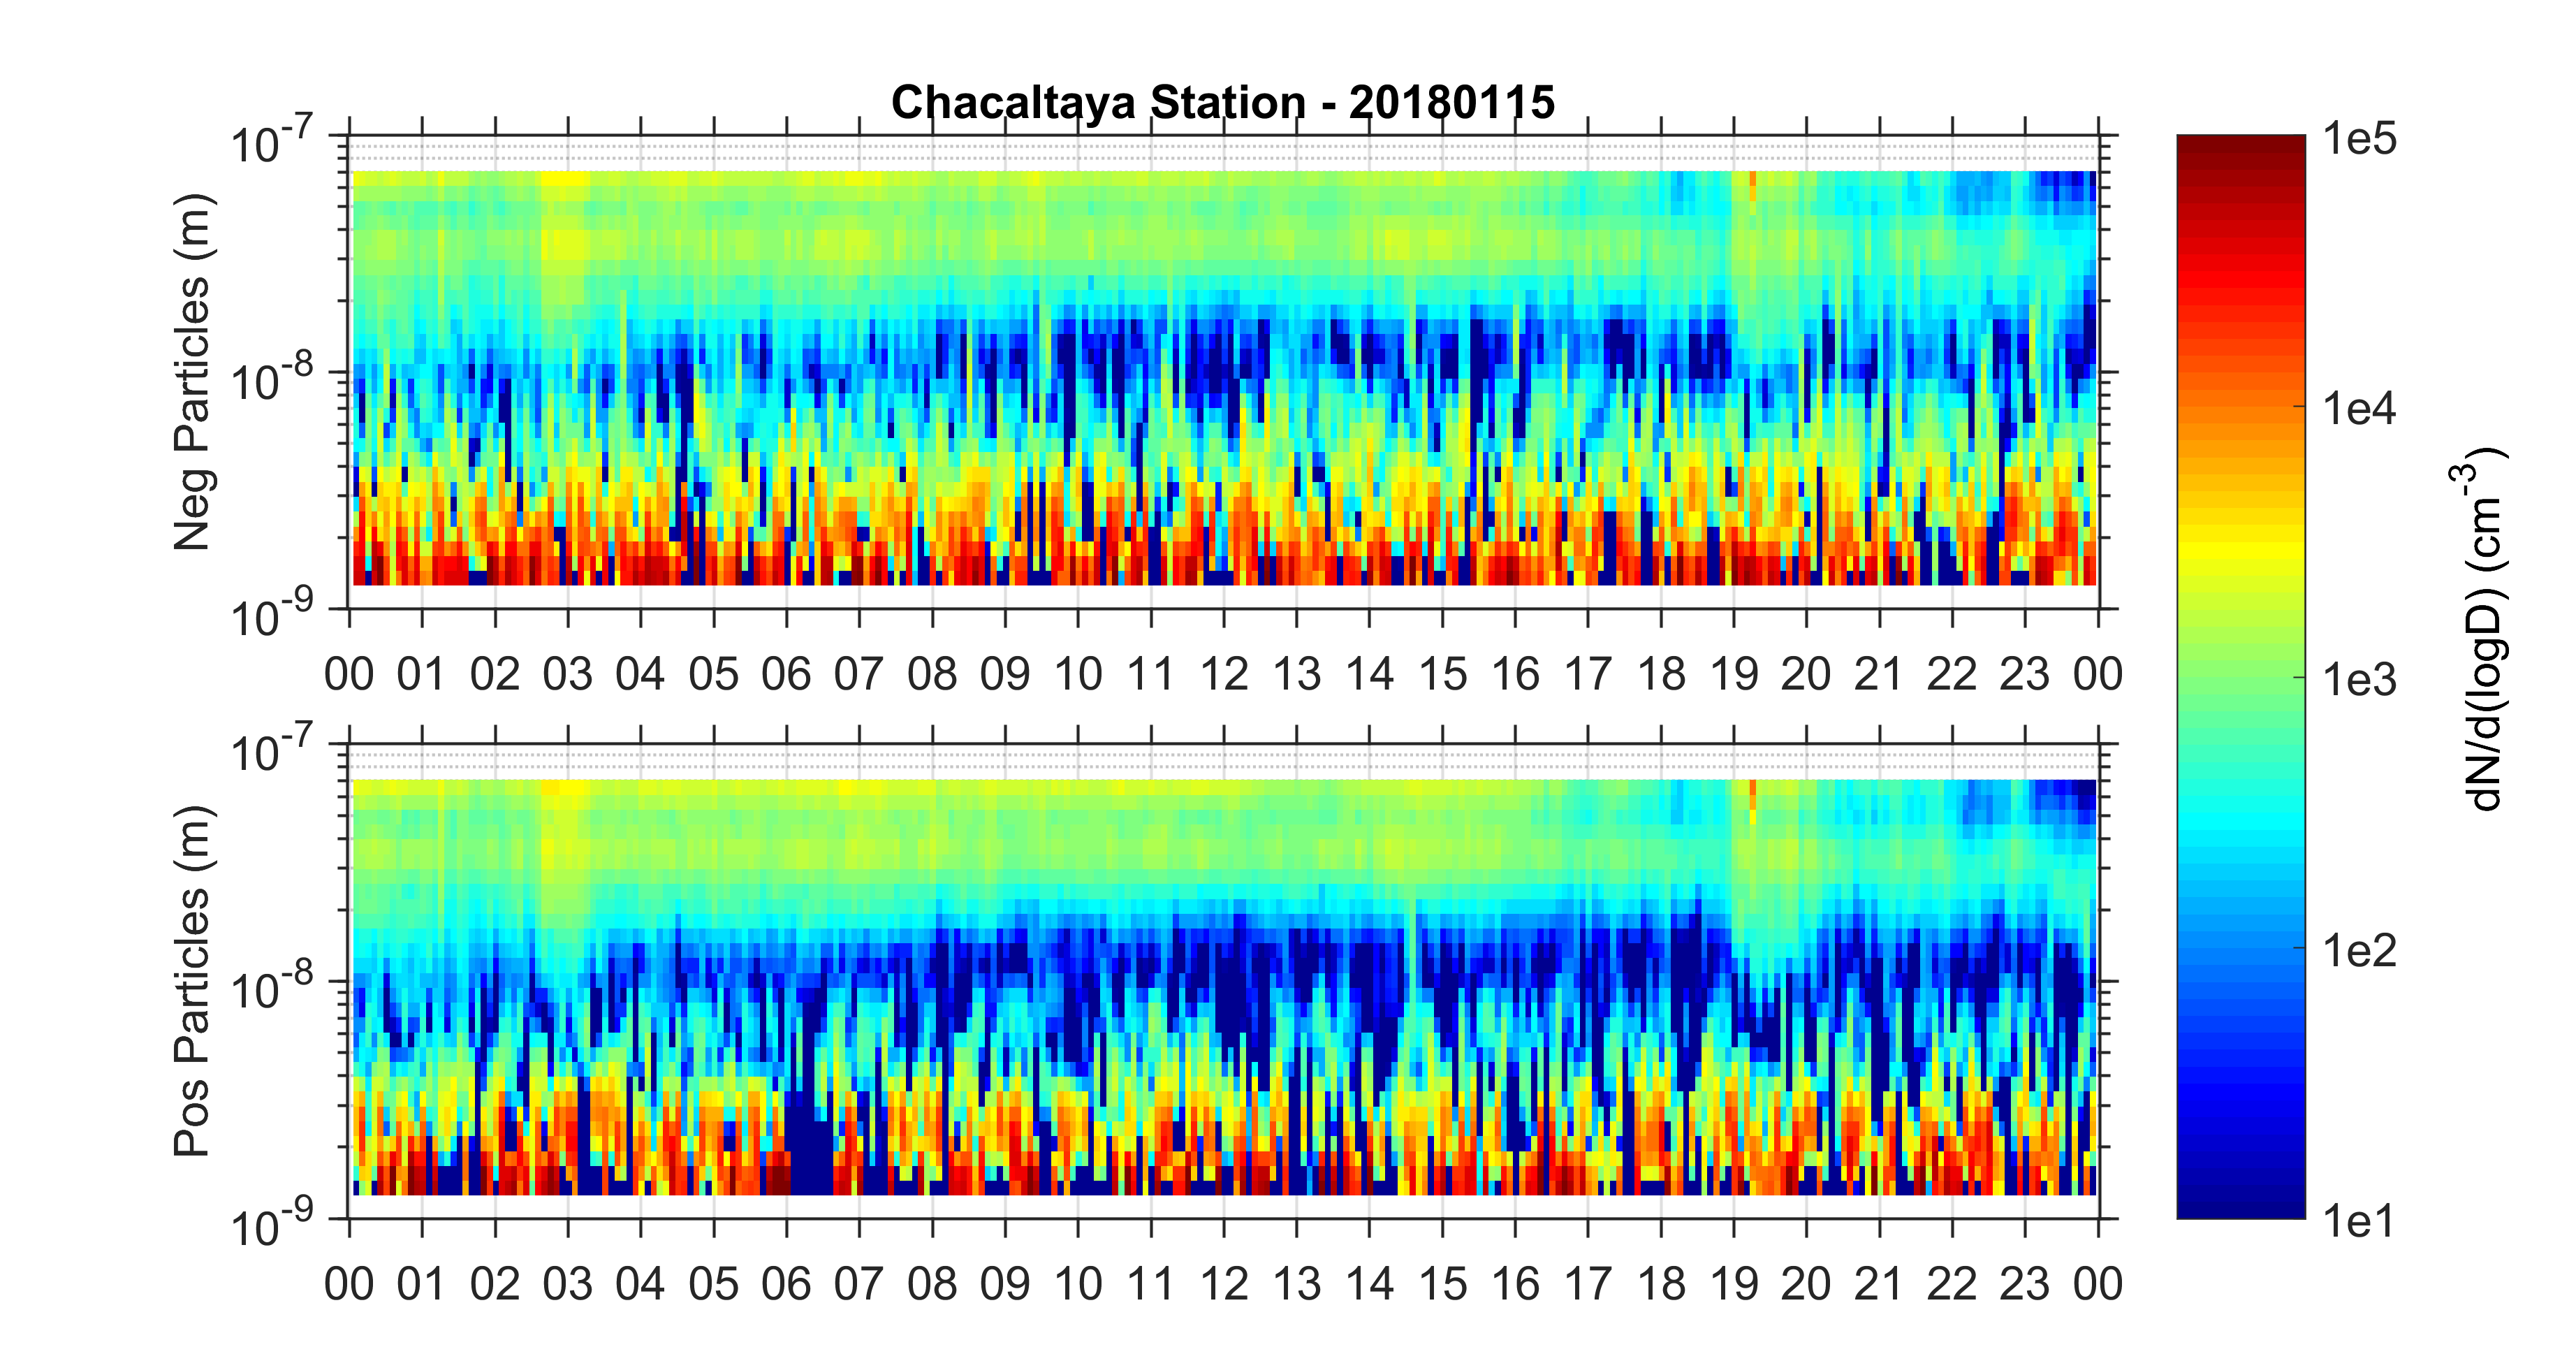 Chacaltaya Station - 20180115
Neg Particles (m)
10-7
10-8
10-9
00 01 02 03 04 05 06 07 08 09 10 11 12 13 14 15 16 17 18 19 20 21 22 23 00
Pos Particles (m)
10-7
10-8
10-9
00 01 02 03 04 05 06 07 08 09 10 11 12 13 14 15 16 17 18 19 20 21 22 23 00
1e5
1e4
1e3
1e2
1e1
dN/d(logD) (cm-3)